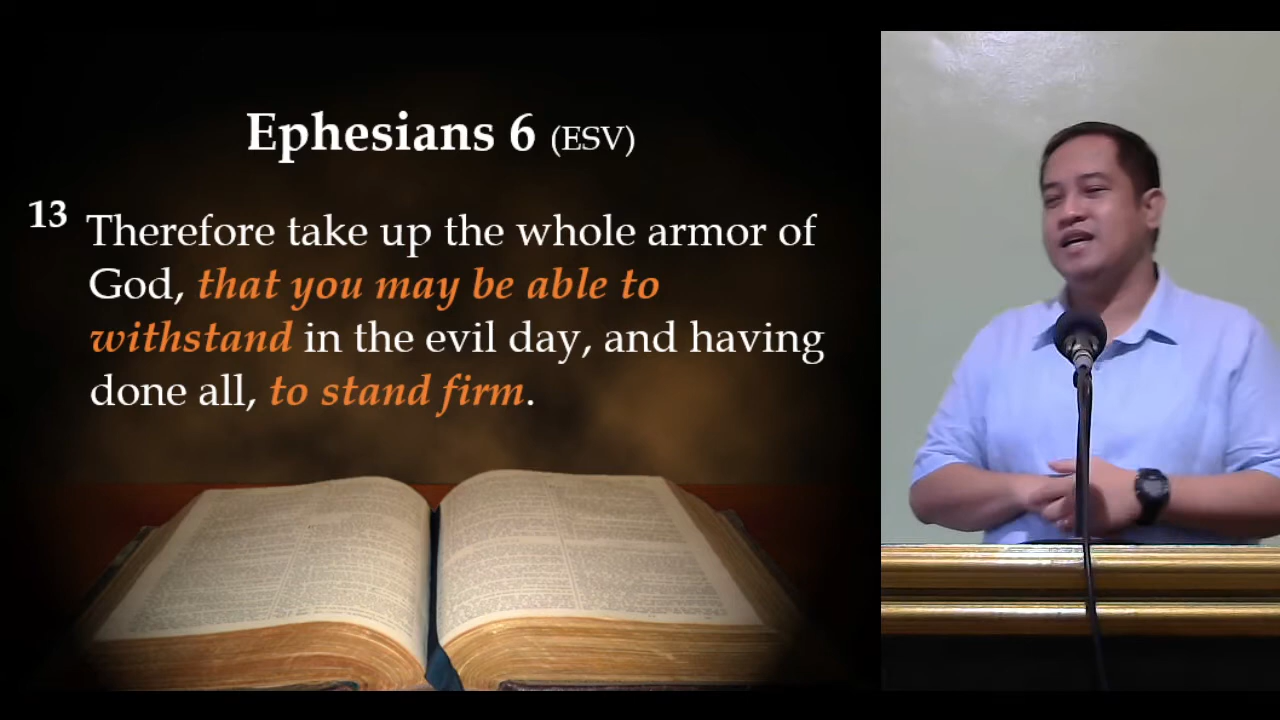 Ephesians 6 (ESV)
13 Therefore take up the whole armor of
God, that you may be able to
withstand in the evil day, and having
done all, to stand firm.